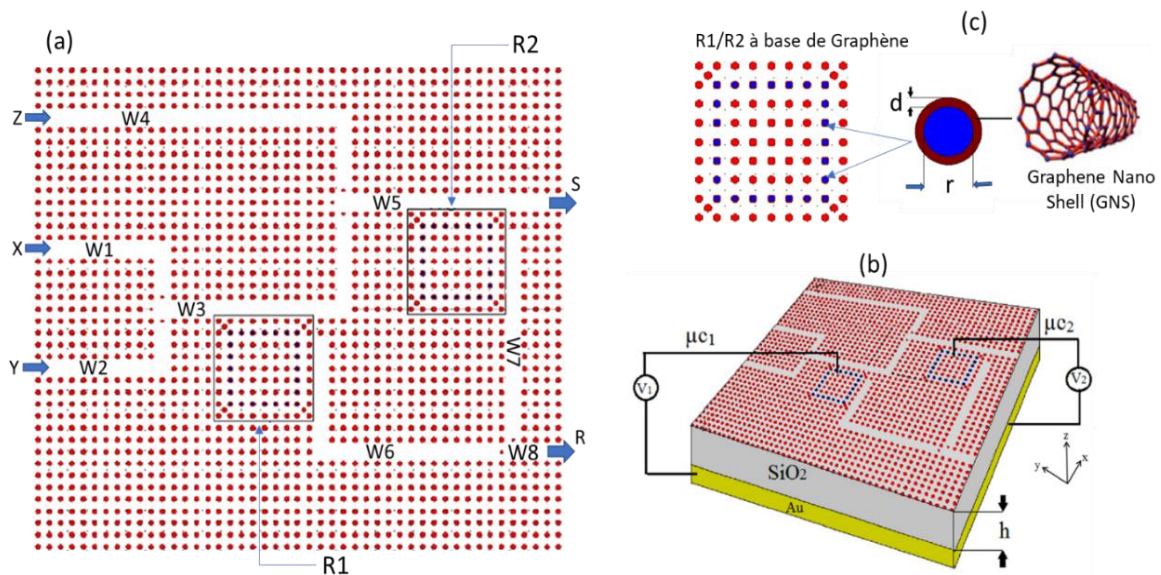 (a)
R2
Z
W4
W5
S
X
W1
W3
W7
Y
W2
W6
W8
R
R1
(c)
R1/R2 à base de Graphène
d
r
Graphene Nano
Shell (GNS)
(b)
μc₁
μc₂
V₁
V₂
SiO₂
Au
h
z
y
x